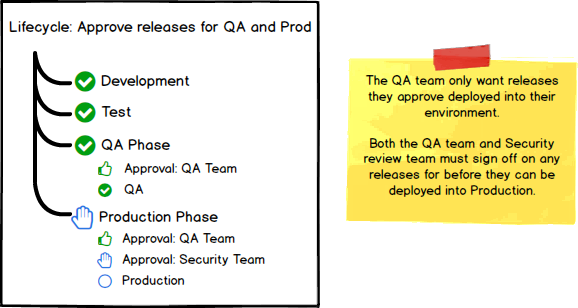 Lifecycle: Approve releases for QA and Prod
Development
Test
QA Phase
Approval: QA Team
QA
Production Phase
Approval: QA Team
Approval: Security Team
Production
The QA team only want releases
they approve deployed into their
environment.
Both the QA team and Security
review team must sign off on any
releases for before they can be
deployed into Production.